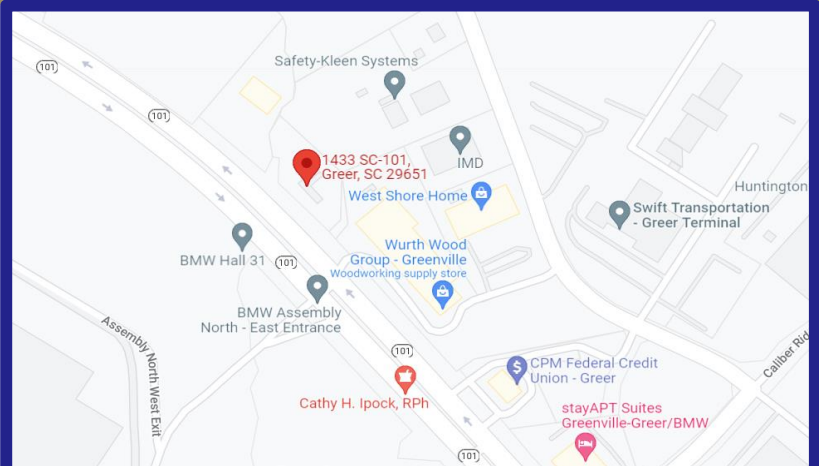 Safety-Kleen Systems
101
101
IMD
1433 SC-101,
Greer, SC 29651
Huntington
West Shore Home
Swift Transportation
- Greer Terminal
Wurth Wood
Group - Greenville
Woodworking supply store
BMW Hall 31
101
BMW Assembly
North - East Entrance
Assembly North West Exit
101
CPM Federal Credit
Union - Greer
$
Caliber Rid
Cathy H. Ipock, RPh
stayAPT Suites
Greenville-Greer/BMW
101